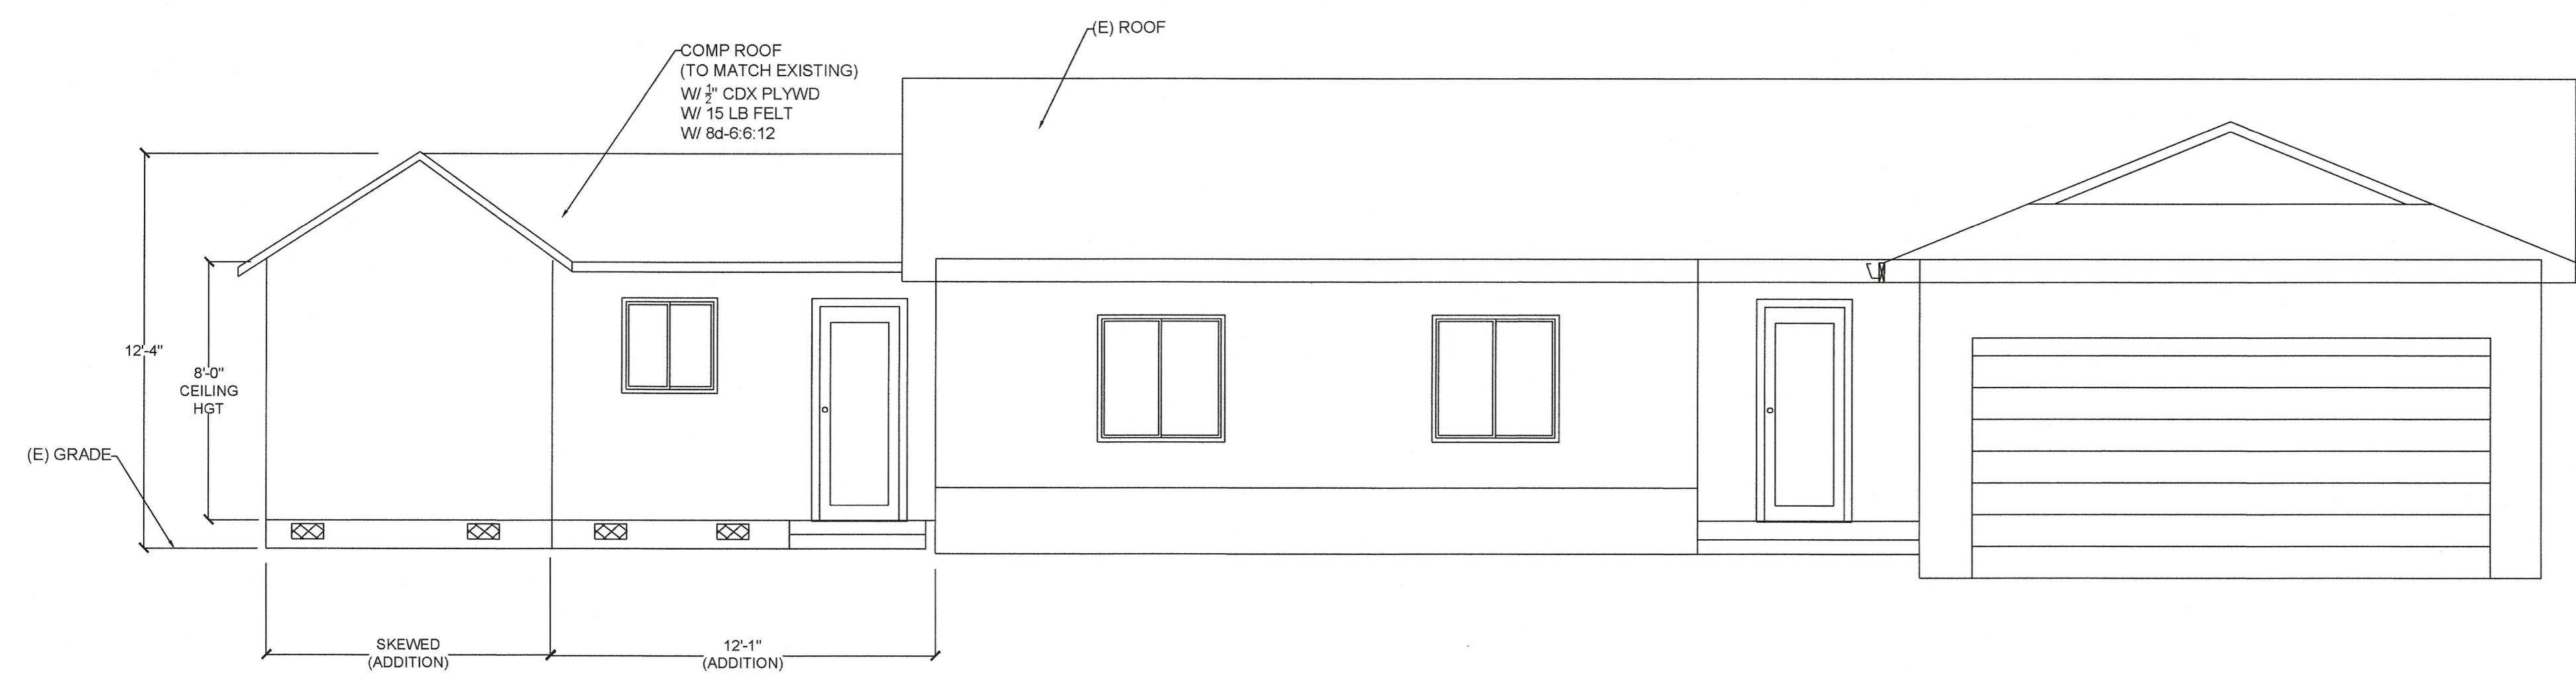 (E) ROOF
COMP ROOF
(TO MATCH EXISTING)
W/ 1/2" CDX PLYWD
W/ 15 LB FELT
W/ 8d-6:6:12
12'-4"
8'-0"
CEILING
HGT
(E) GRADE
SKEWED
(ADDITION)
12'-1"
(ADDITION)